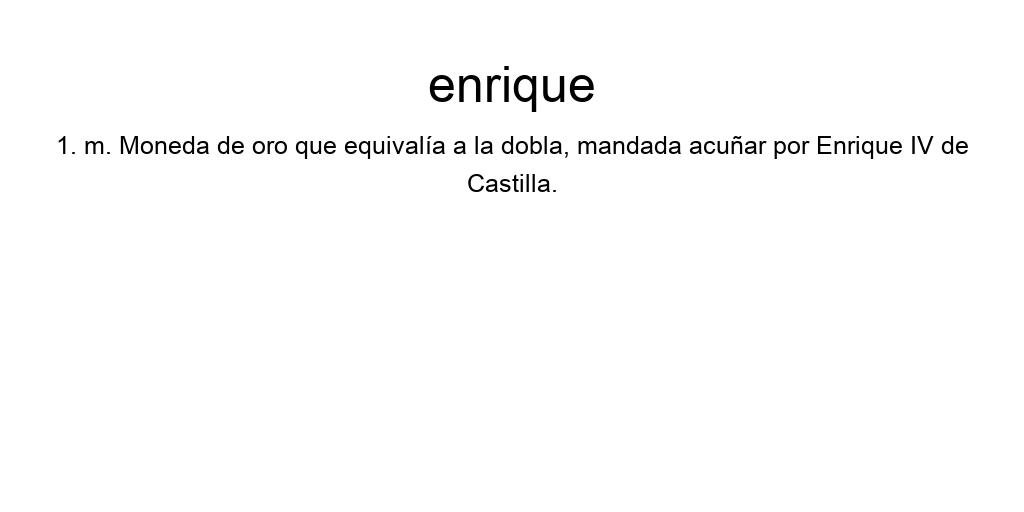 enrique
1. m. Moneda de oro que equivalía a la dobla, mandada acuñar por Enrique IV de
Castilla.